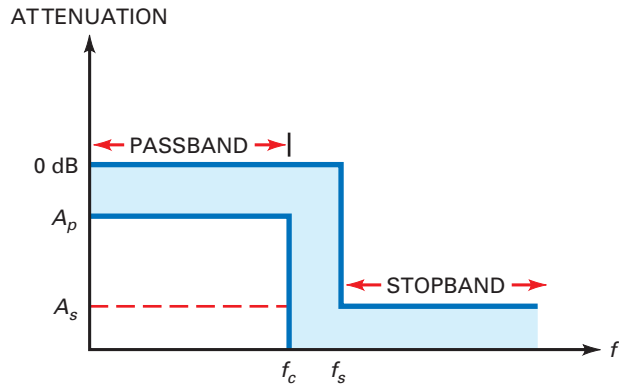 ATTENUATION
PASSBAND
0 dB
A_p
STOPBAND
A_s
f
f_c f_s